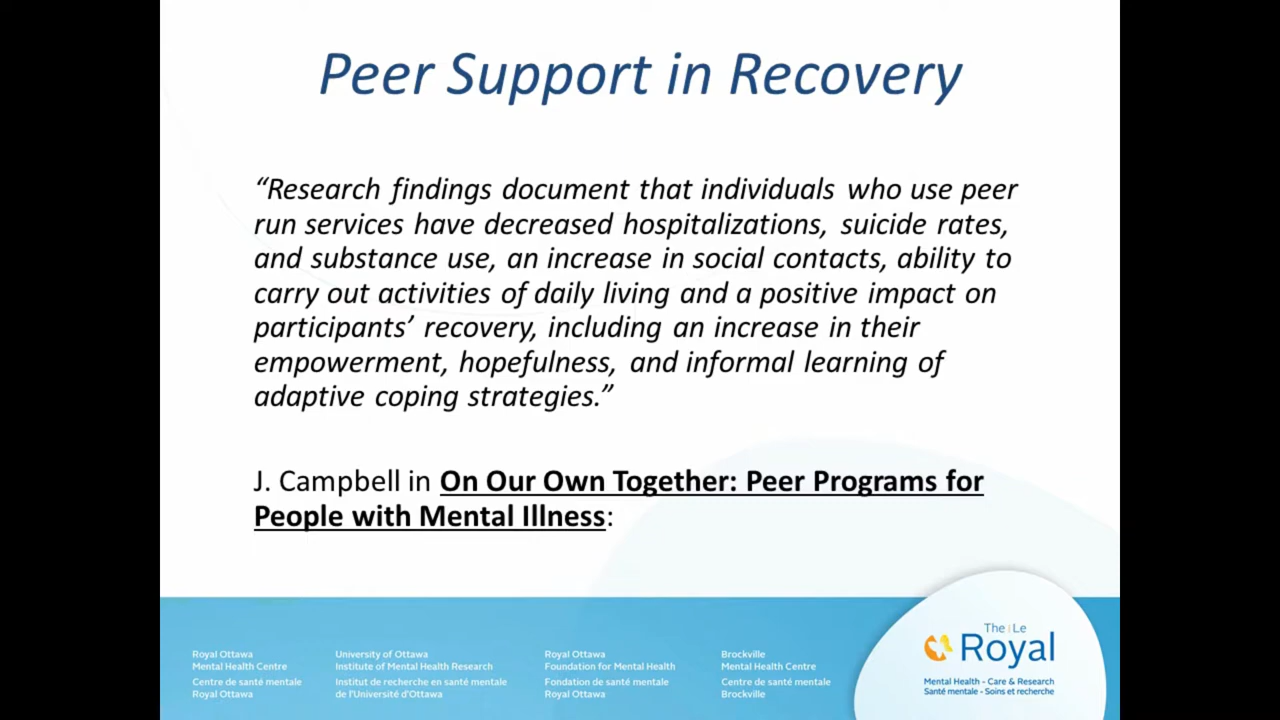 Peer Support in Recovery
“Research findings document that individuals who use peer
run services have decreased hospitalizations, suicide rates,
and substance use, an increase in social contacts, ability to
carry out activities of daily living and a positive impact on
participants’ recovery, including an increase in their
empowerment, hopefulness, and informal learning of
adaptive coping strategies.”
J. Campbell in On Our Own Together: Peer Programs for
People with Mental Illness:
Royal Ottawa
Mental Health Centre
Centre de santé mentale
Royal Ottawa
University of Ottawa
Institute of Mental Health Research
Institut de recherche en santé mentale
de l'Université d'Ottawa
Royal Ottawa
Foundation for Mental Health
Fondation de santé mentale
Royal Ottawa
Brockville
Mental Health Centre
Centre de santé mentale
Brockville
The | Le
Royal
Mental Health - Care & Research
Santé mentale - Soins et recherche